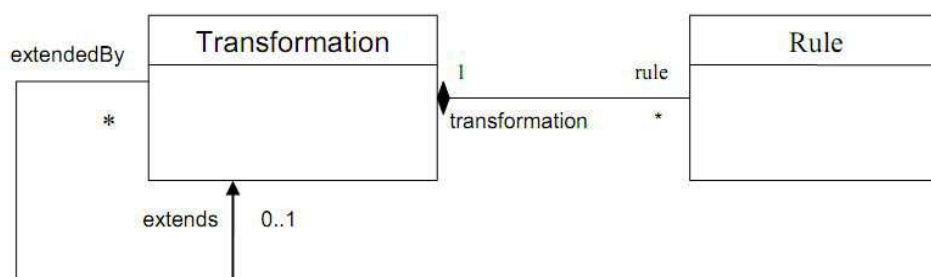 Transformation
Rule
extendedBy
1
rule
*
transformation
*
extends
0..1